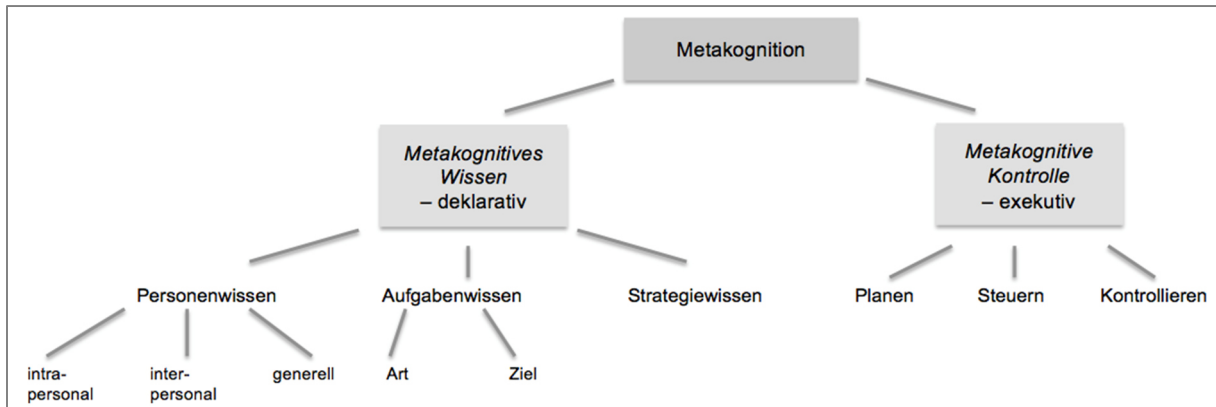 Metakognition
Metakognitives
Wissen
– deklarativ
Metakognitive
Kontrolle
– exekutiv
Personenwissen
Aufgabenwissen
Strategiewissen
Planen
Steuern
Kontrollieren
intra-
personal
inter-
personal
generell
Art
Ziel